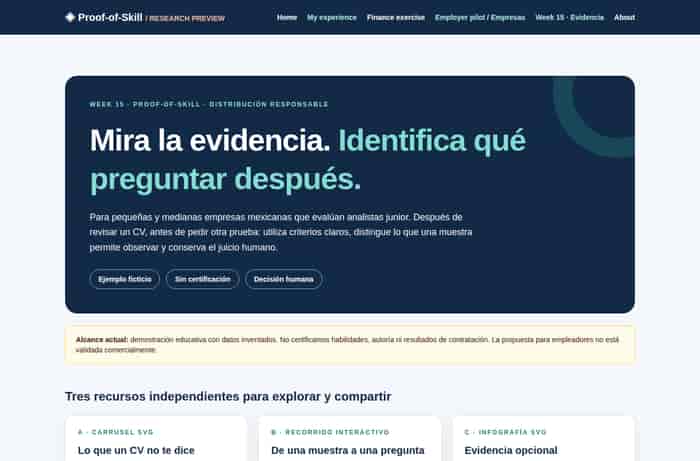 Proof-of-Skill / RESEARCH PREVIEW
Home My experience Finance exercise Employer pilot / Empresas Week 15 · Evidencia About
WEEK 15 · PROOF-OF-SKILL · DISTRIBUCIÓN RESPONSABLE
Mira la evidencia. Identifica qué
preguntar después.
Para pequeñas y medianas empresas mexicanas que evalúan analistas junior. Después de
revisar un CV, antes de pedir otra prueba: utiliza criterios claros, distingue lo que una muestra
permite observar y conserva el juicio humano.
Ejemplo ficticio Sin certificación Decisión humana
Alcance actual: demostración educativa con datos inventados. No certificamos habilidades, autoría ni resultados de contratación. La propuesta para empleadores no está
validada comercialmente.
Tres recursos independientes para explorar y compartir
A · CARRUSEL SVG
Lo que un CV no te dice
B · RECORRIDO INTERACTIVO
De una muestra a una pregunta
C · INFOGRAFÍA SVG
Evidencia opcional